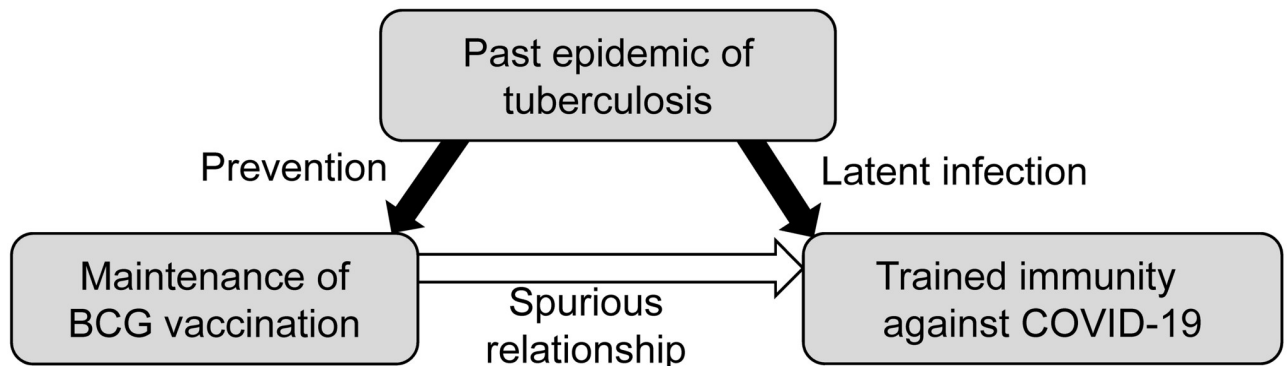 Past epidemic of
tuberculosis
Prevention
Latent infection
Maintenance of
BCG vaccination
Spurious
relationship
Trained immunity
against COVID-19